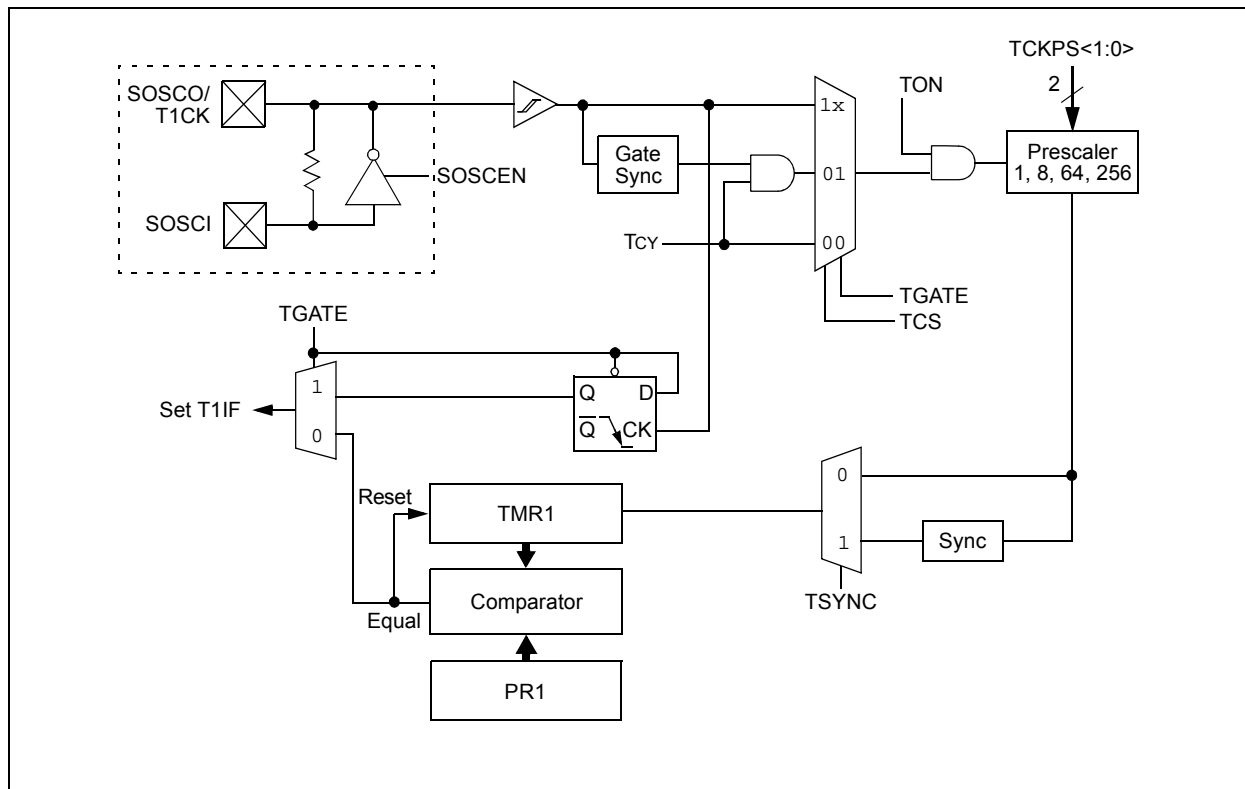 TCKPS<1:0>
2
SOSCO/
T1CK
TON
1x
Prescaler
1, 8, 64, 256
Gate
Sync
01
SOSCEN
SOSCI
TCY
00
TGATE
TCS
TGATE
1
Q
D
Set T1IF
0
Q
CK
Reset
TMR1
0
1
Sync
TSYNC
Comparator
Equal
PR1